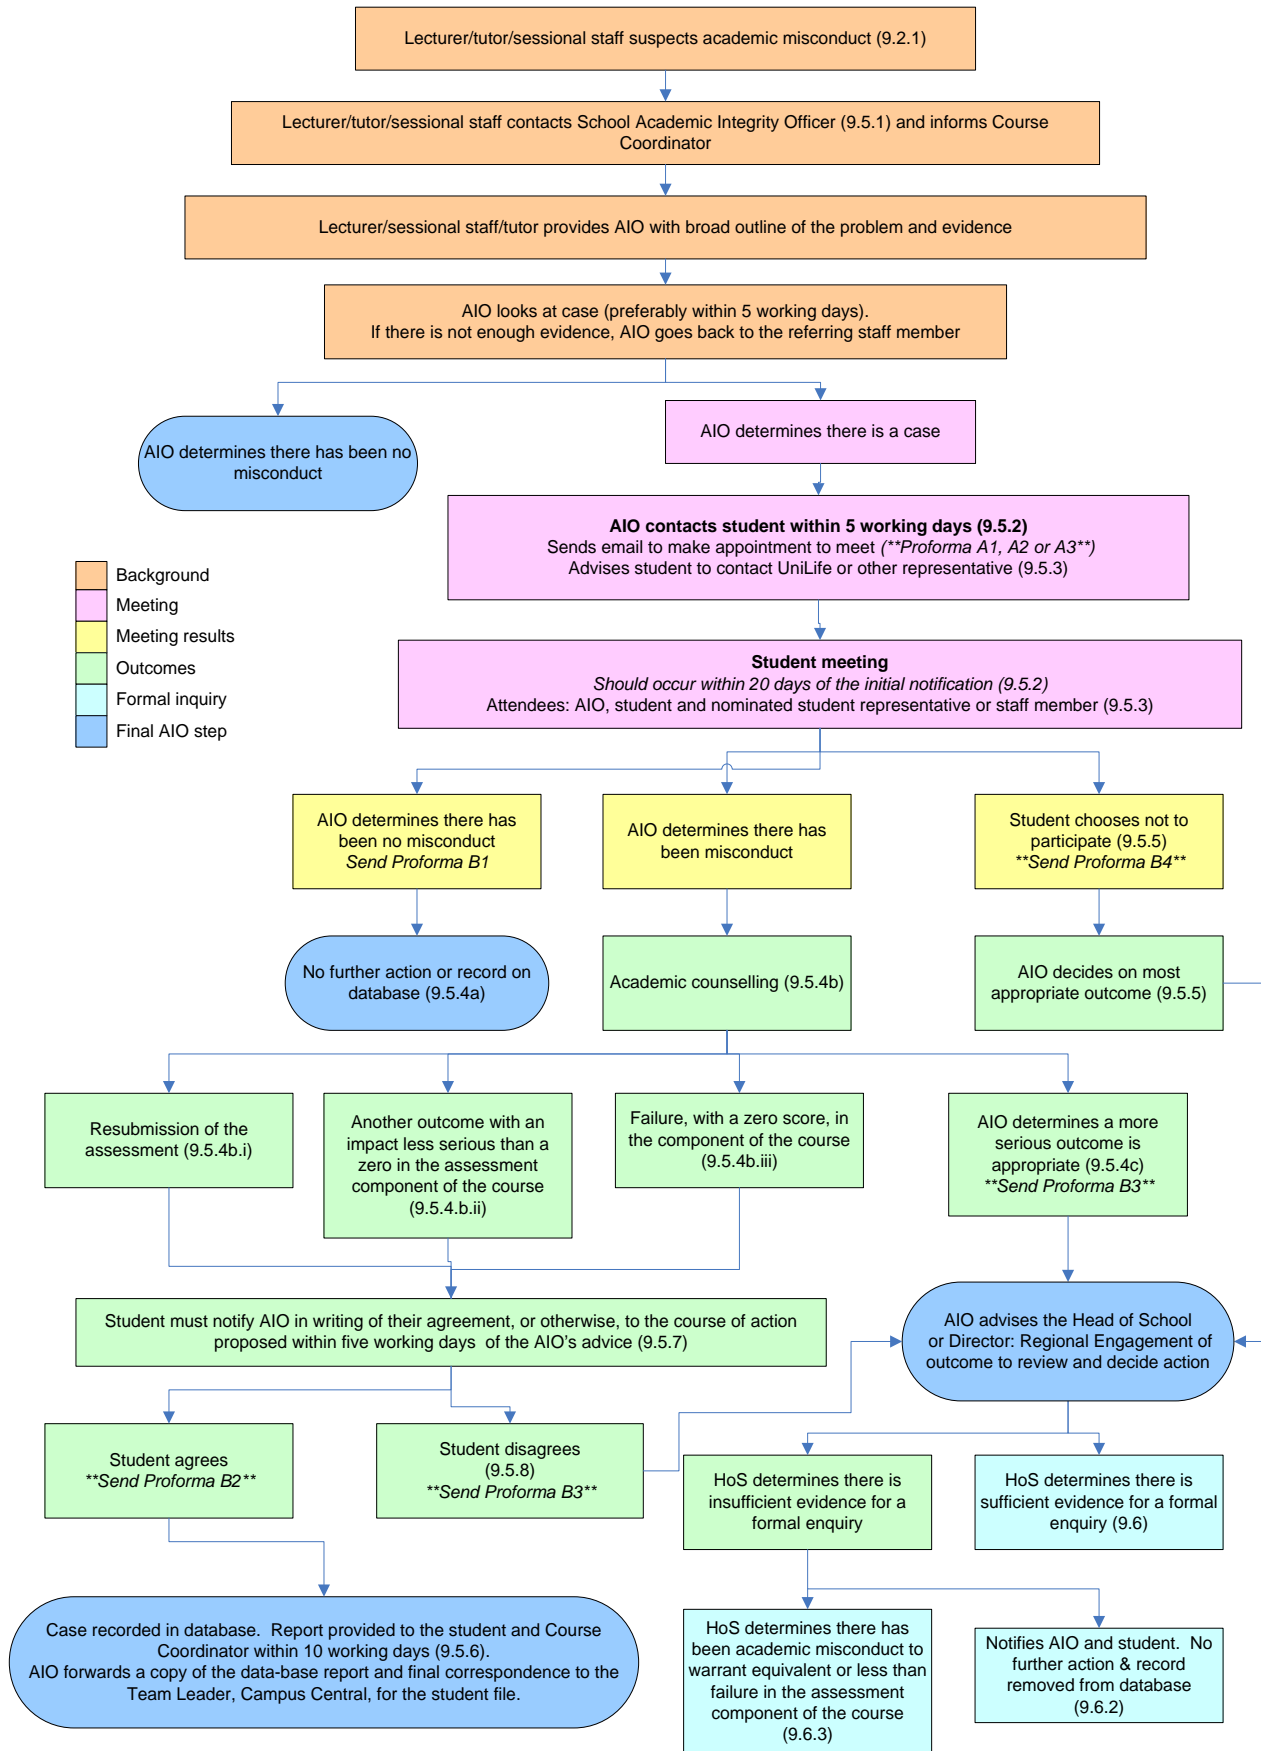 Lecturer/tutor/sessional staff suspects academic misconduct (9.2.1)
Lecturer/tutor/sessional staff contacts School Academic Integrity Officer (9.5.1) and informs Course
Coordinator
Lecturer/sessional staff/tutor provides AIO with broad outline of the problem and evidence
AIO looks at case (preferably within 5 working days).
If there is not enough evidence, AIO goes back to the referring staff member
AIO determines there has been no
misconduct
AIO determines there is a case
AIO contacts student within 5 working days (9.5.2)
Sends email to make appointment to meet (**Proforma A1, A2 or A3**)
Advises student to contact UniLife or other representative (9.5.3)
Background
Meeting
Meeting results
Outcomes
Formal inquiry
Final AIO step
Student meeting
Should occur within 20 days of the initial notification (9.5.2)
Attendees: AIO, student and nominated student representative or staff member (9.5.3)
AIO determines there has
been no misconduct
Send Proforma B1
AIO determines there has
been misconduct
Student chooses not to
participate (9.5.5)
**Send Proforma B4**
No further action or record on
database (9.5.4a)
Academic counselling (9.5.4b)
AIO decides on most
appropriate outcome (9.5.5)
Resubmission of the
assessment (9.5.4b.i)
Another outcome with an
impact less serious than a
zero in the assessment
component of the course
(9.5.4.b.ii)
Failure, with a zero score, in
the component of the course
(9.5.4b.iii)
AIO determines a more
serious outcome is
appropriate (9.5.4c)
**Send Proforma B3**
Student must notify AIO in writing of their agreement, or otherwise, to the course of action
proposed within five working days  of the AIO's advice (9.5.7)
AIO advises the Head of School
or Director: Regional Engagement of
outcome to review and decide action
Student agrees
**Send Proforma B2**
Student disagrees
(9.5.8)
**Send Proforma B3**
HoS determines there is
insufficient evidence for a
formal enquiry
HoS determines there is
sufficient evidence for a formal
enquiry (9.6)
Case recorded in database.  Report provided to the student and Course
Coordinator within 10 working days (9.5.6).
AIO forwards a copy of the data-base report and final correspondence to the
Team Leader, Campus Central, for the student file.
HoS determines there has
been academic misconduct to
warrant equivalent or less than
failure in the assessment
component of the course
(9.6.3)
Notifies AIO and student.  No
further action & record
removed from database
(9.6.2)